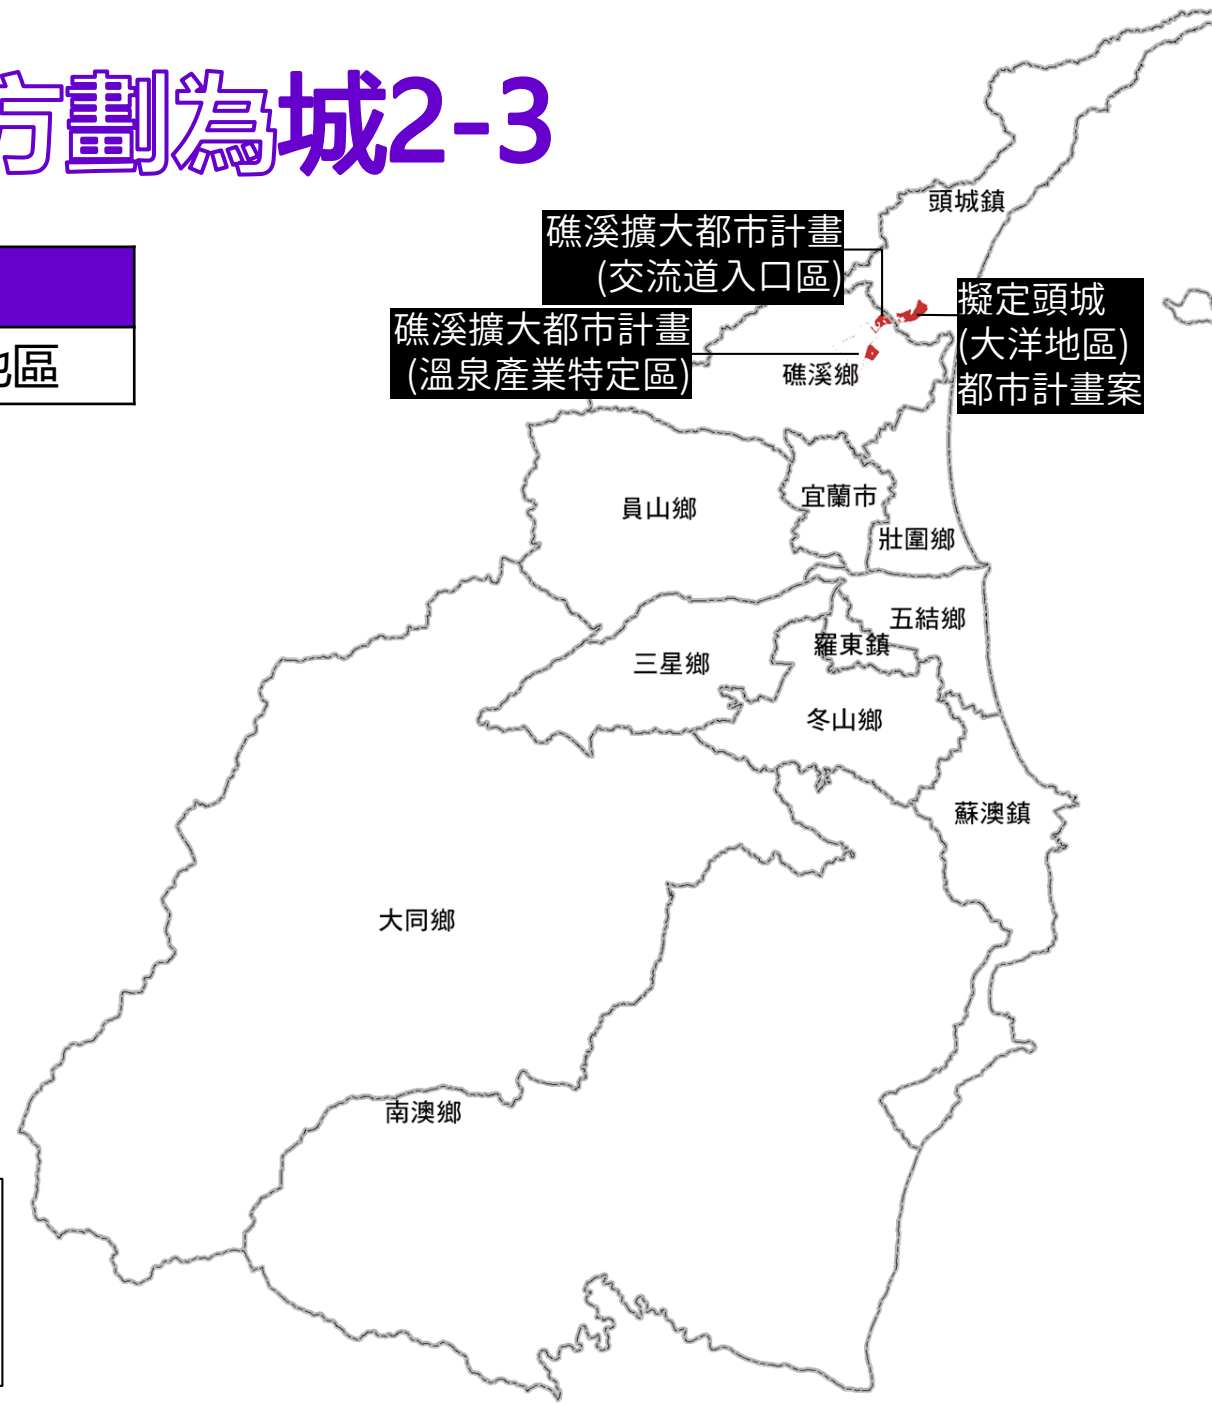 方劃為城2-3
地區
頭城鎮
礁溪擴大都市計畫
(交流道入口區)
擬定頭城
(大洋地區)
都市計畫案
礁溪擴大都市計畫
(溫泉產業特定區)
礁溪鄉
宜蘭市
員山鄉
壯圍鄉
五結鄉
羅東鎮
三星鄉
冬山鄉
蘇澳鎮
大同鄉
南澳鄉